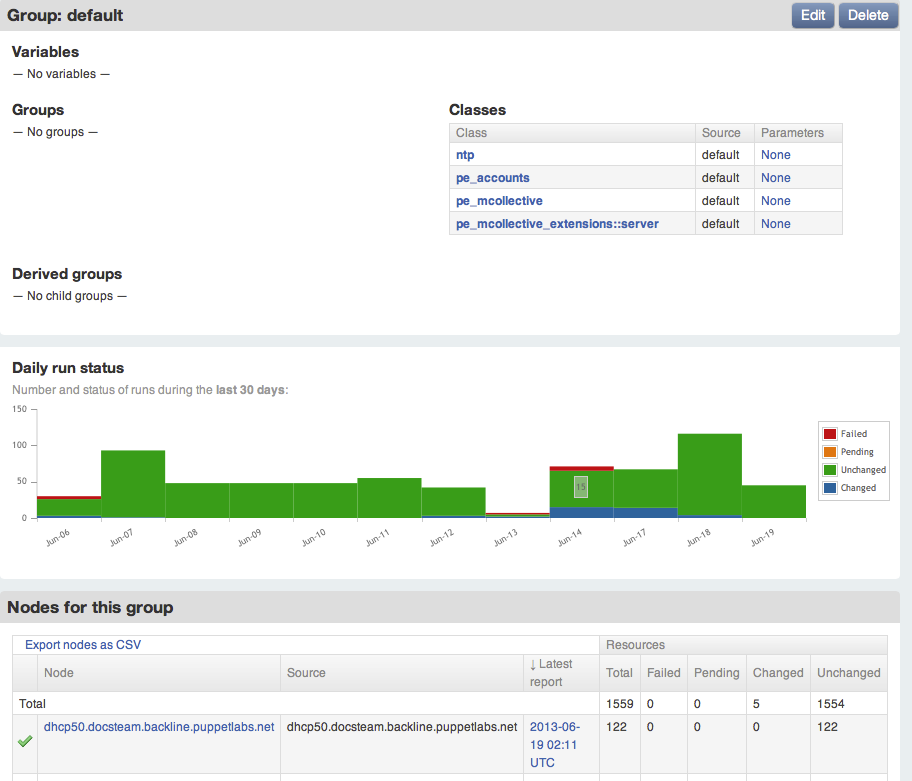 Group: default
Edit
Delete
Variables
— No variables —
Groups
— No groups —
Classes
Class Source Parameters
ntp default None
pe_accounts default None
pe_mcollective default None
pe_mcollective_extensions::server default None
Derived groups
— No child groups —
Daily run status
Number and status of runs during the last 30 days:
150
100
50
0
15
Jun-06 Jun-07 Jun-08 Jun-09 Jun-10 Jun-11 Jun-12 Jun-13 Jun-14 Jun-17 Jun-18 Jun-19
Failed
Pending
Unchanged
Changed
Nodes for this group
Export nodes as CSV Resources
Node Source ↓ Latest
report
Total Failed Pending Changed Unchanged
Total 1559 0 0 5 1554
dhcp50.docsteam.backline.puppetlabs.net dhcp50.docsteam.backline.puppetlabs.net 2013-06-
19 02:11
UTC
122 0 0 0 122